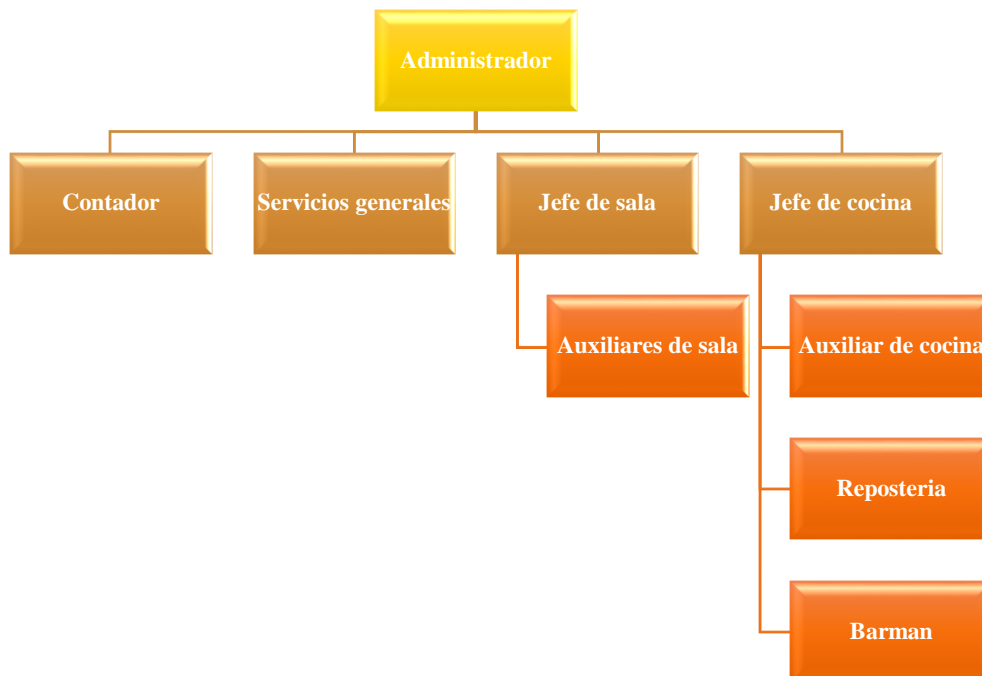 Administrador
Contador
Servicios generales
Jefe de sala
Jefe de cocina
Auxiliares de sala
Auxiliar de cocina
Reposteria
Barman